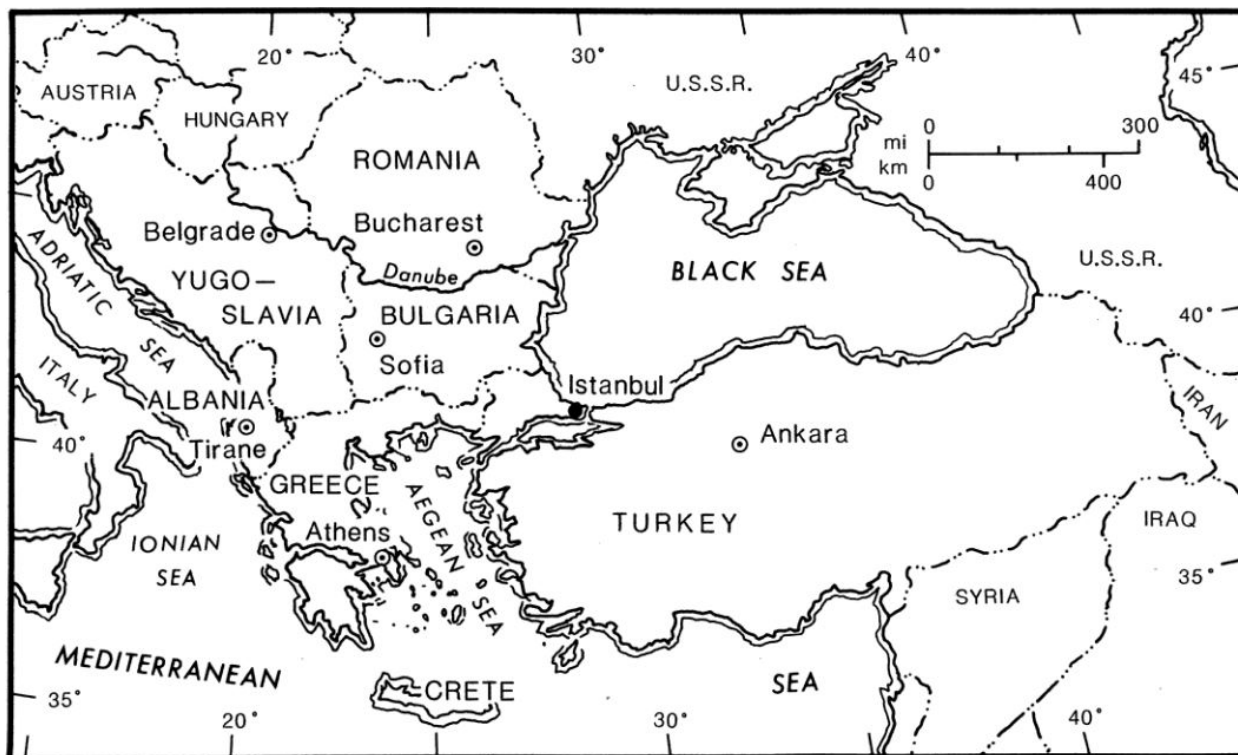 20°
30°
40°
45°
AUSTRIA
HUNGARY
U.S.S.R.
0 300
mi
km
0 400
ROMANIA
Belgrade
Bucharest
ADRIATIC
SEA
Danube
BLACK SEA
U.S.S.R.
YUGO—
SLAVIA
BULGARIA
Sofia
40°
ITALY
Istanbul
IRAN
ALBANIA
Tirane
40°
Ankara
GREECE
AEGEAN
SEA
TURKEY
IRAQ
Athens
IONIAN
SEA
35°
SYRIA
MEDITERRANEAN
SEA
CRETE
35°
20°
30°
40°